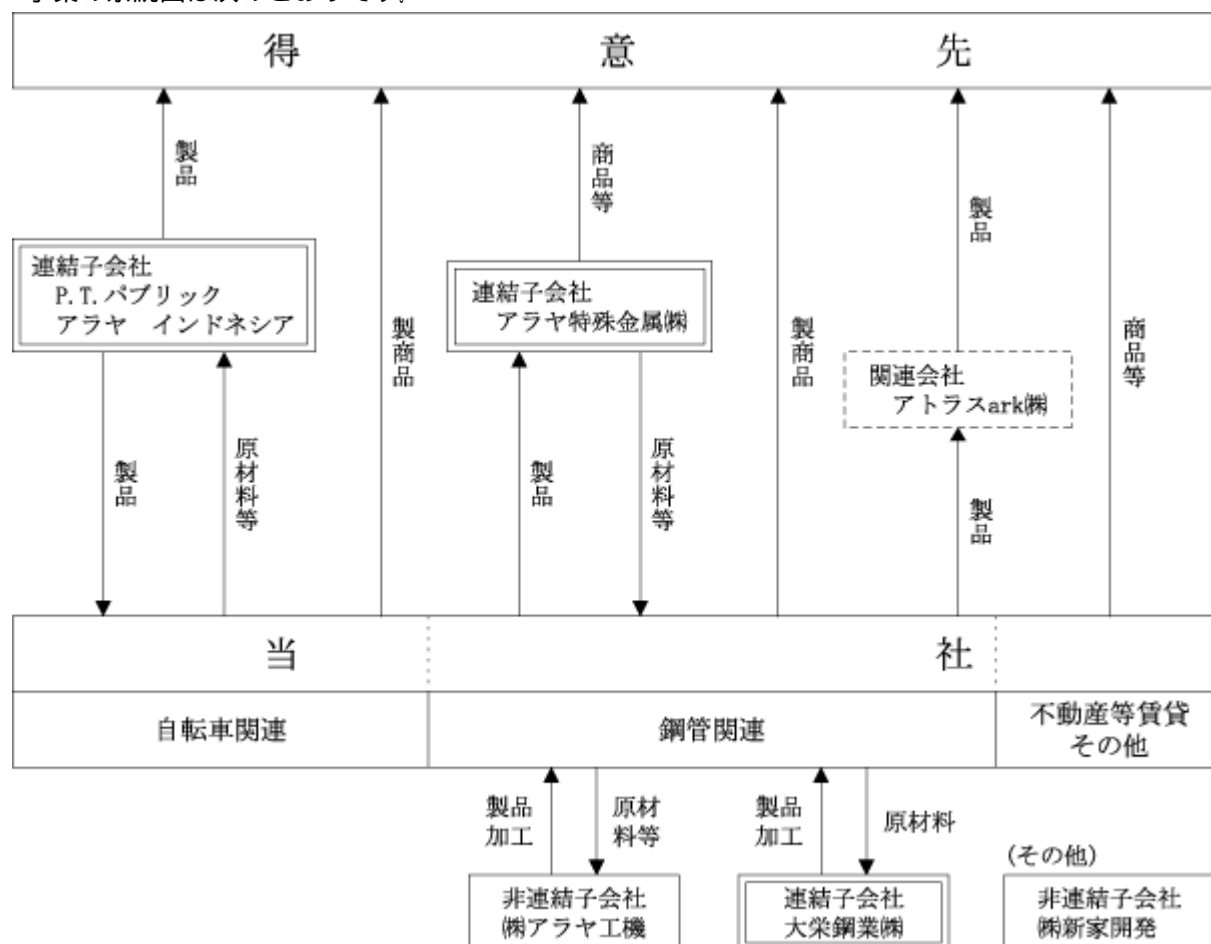 得意先
製品
商品等
製品
連結子会社
P.T.パブリック
アラヤ インドネシア
製商品
連結子会社
アラヤ特殊金属㈱
製商品
関連会社
アトラスark㈱
商品等
製品
原材料等
製品
原材料等
製品
当社
自転車関連
鋼管関連
不動産等賃貸
その他
製品
加工
原材
料等
製品
加工
原材料
(その他)
非連結子会社
㈱アラヤ工機
連結子会社
大栄鋼業㈱
非連結子会社
㈱新家開発